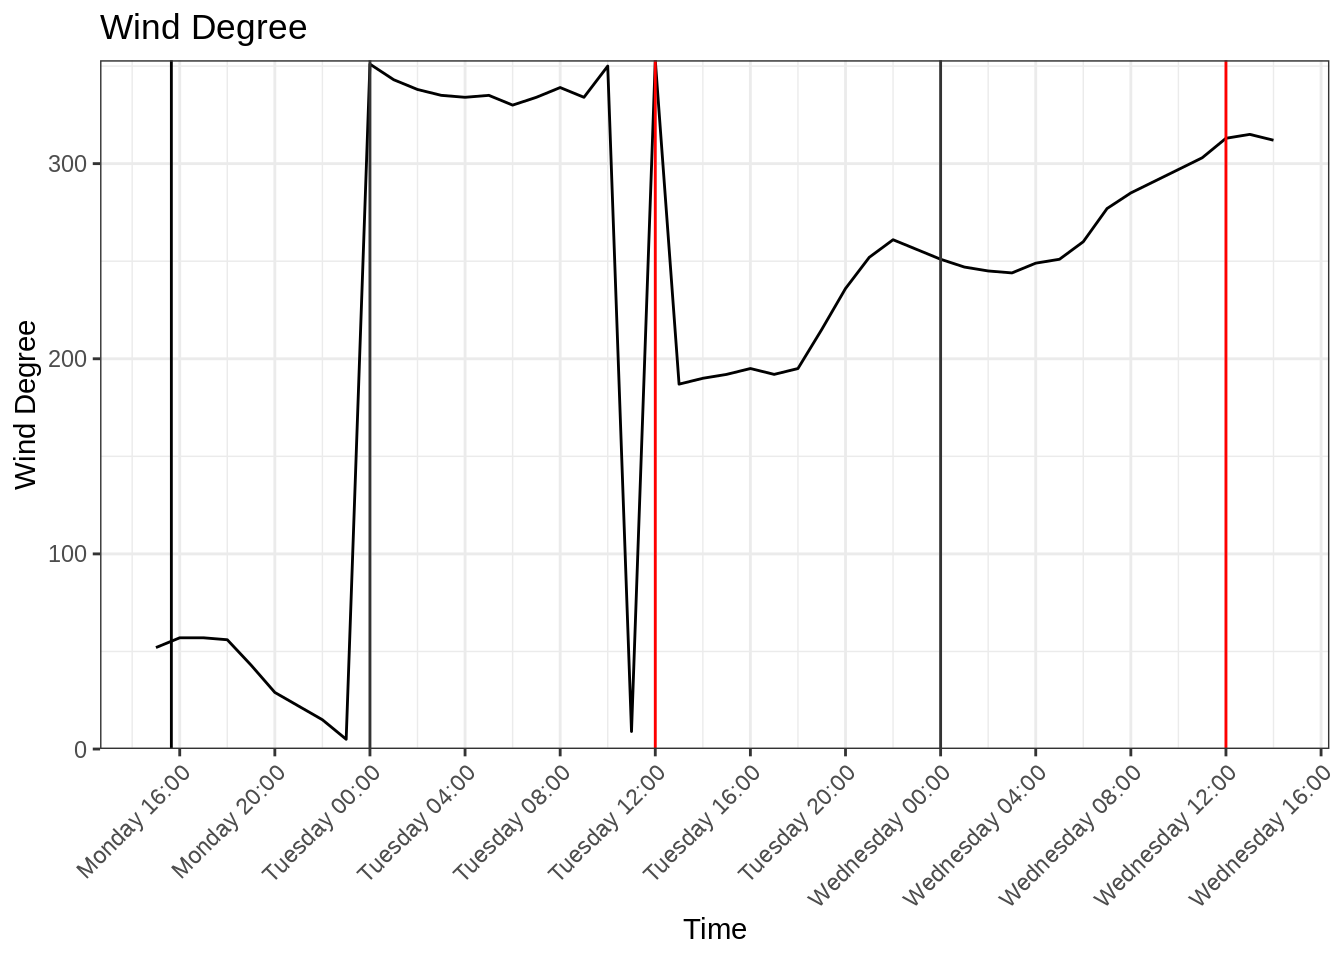 Wind Degree
Wind Degree
300
200
100
0
Monday 16:00
Monday 20:00
Tuesday 00:00
Tuesday 04:00
Tuesday 08:00
Tuesday 12:00
Tuesday 16:00
Tuesday 20:00
Wednesday 00:00
Wednesday 04:00
Wednesday 08:00
Wednesday 12:00
Wednesday 16:00
Time